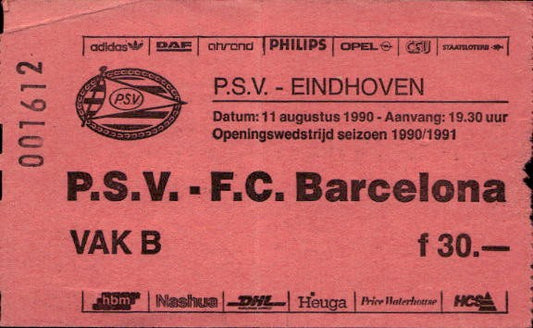 adidas DAF ahrend PHILIPS OPEL CSU STAATSLOTERIJ
001612
PSV
P.S.V. - EINDHOVEN
Datum: 11 augustus 1990 - Aanvang: 19.30 uur
Openingswedstrijd seizoen 1990/1991
P.S.V. - F.C. Barcelona
VAK B f 30.—
hbm Nashua DHL Heuga Price Waterhouse HCS